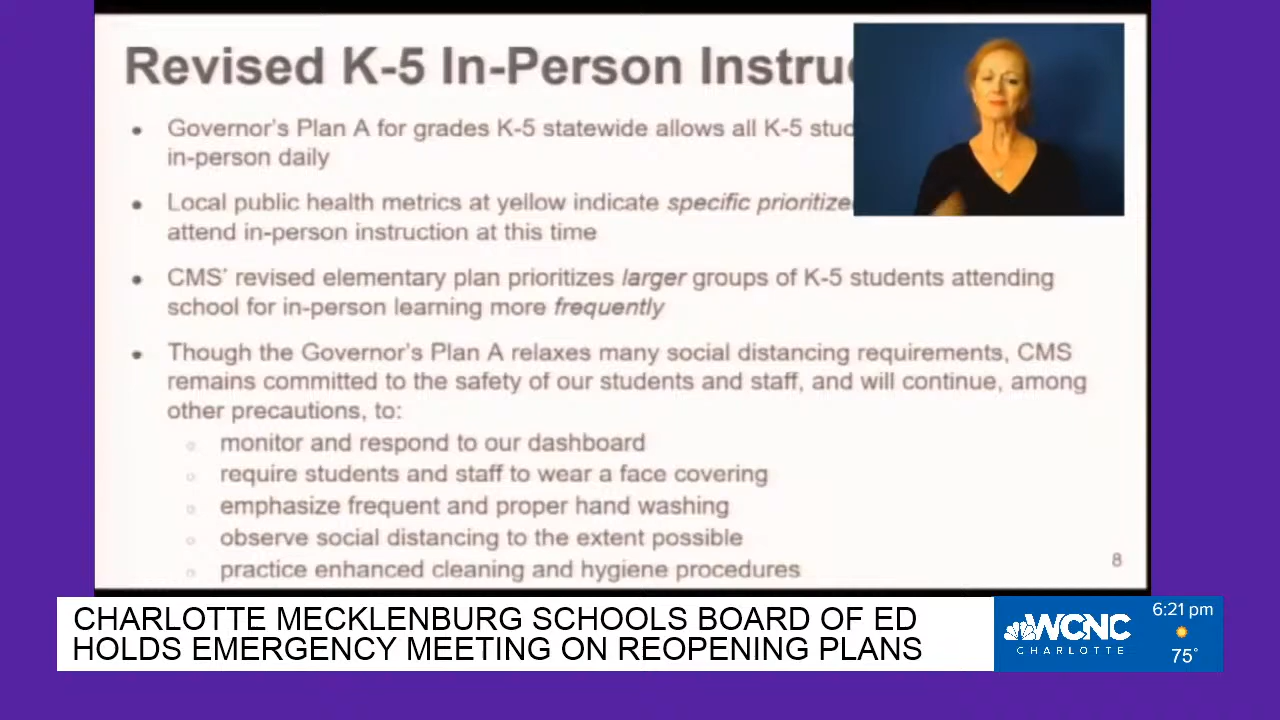 Revised K-5 In-Person
• Governor's Plan A for grades K-5 statewide allows all K-5
in-person daily
• Local public health metrics at yellow indicate specific
attend in-person instruction at this time
• CMS' revised elementary plan prioritizes larger groups of K-5 students attending
school for in-person learning more frequently
• Though the Governor's Plan A relaxes many social distancing requirements, CMS
remains committed to the safety of our students and staff, and will continue, among
other precautions, to:
○ monitor and respond to our dashboard
○ require students and staff to wear a face covering
○ emphasize frequent and proper hand washing
○ observe social distancing to the extent possible
○ practice enhanced cleaning and hygiene procedures
8
CHARLOTTE MECKLENBURG SCHOOLS BOARD OF ED
HOLDS EMERGENCY MEETING ON REOPENING PLANS
WCNC
CHARLOTTE
6:21 pm
75°